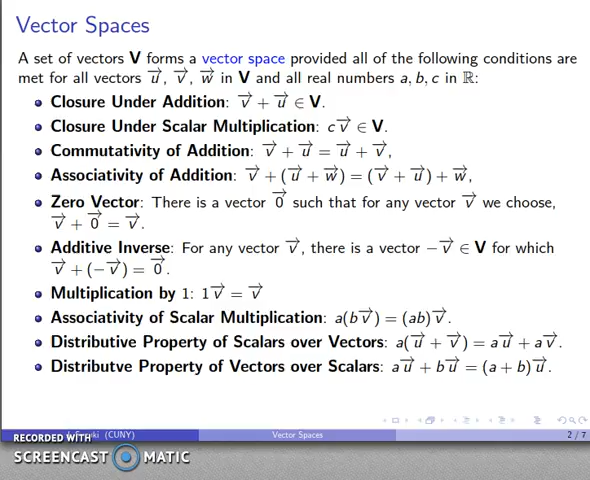 Vector Spaces
A set of vectors V forms a vector space provided all of the following conditions are
met for all vectors u⃗, v⃗, w⃗ in V and all real numbers a, b, c in ℝ:
• Closure Under Addition: v⃗ + u⃗ ∈ V.
• Closure Under Scalar Multiplication: cv⃗ ∈ V.
• Commutativity of Addition: v⃗ + u⃗ = u⃗ + v⃗,
• Associativity of Addition: v⃗ + (u⃗ + w⃗) = (v⃗ + u⃗) + w⃗,
• Zero Vector: There is a vector 0⃗ such that for any vector v⃗ we choose,
v⃗ + 0⃗ = v⃗.
• Additive Inverse: For any vector v⃗, there is a vector −v⃗ ∈ V for which
v⃗ + (−v⃗) = 0⃗.
• Multiplication by 1: 1v⃗ = v⃗
• Associativity of Scalar Multiplication: a(bv⃗) = (ab)v⃗.
• Distributive Property of Scalars over Vectors: a(u⃗ + v⃗) = au⃗ + av⃗.
• Distributve Property of Vectors over Scalars: au⃗ + bu⃗ = (a + b)u⃗.
(CUNY) Vector Spaces 2 / 7
RECORDED WITH
SCREENCAST MATIC